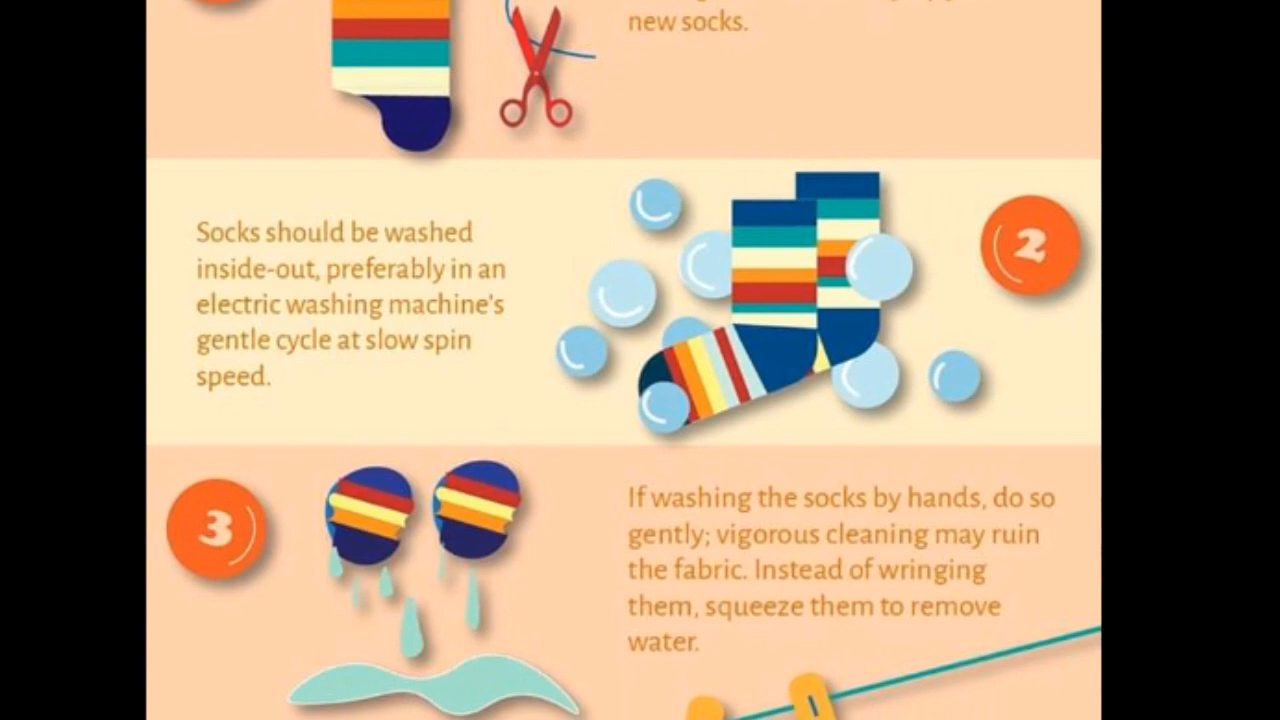 new socks.
Socks should be washed
inside-out, preferably in an
electric washing machine's
gentle cycle at slow spin
speed.
2
3
If washing the socks by hands, do so
gently; vigorous cleaning may ruin
the fabric. Instead of wringing
them, squeeze them to remove
water.